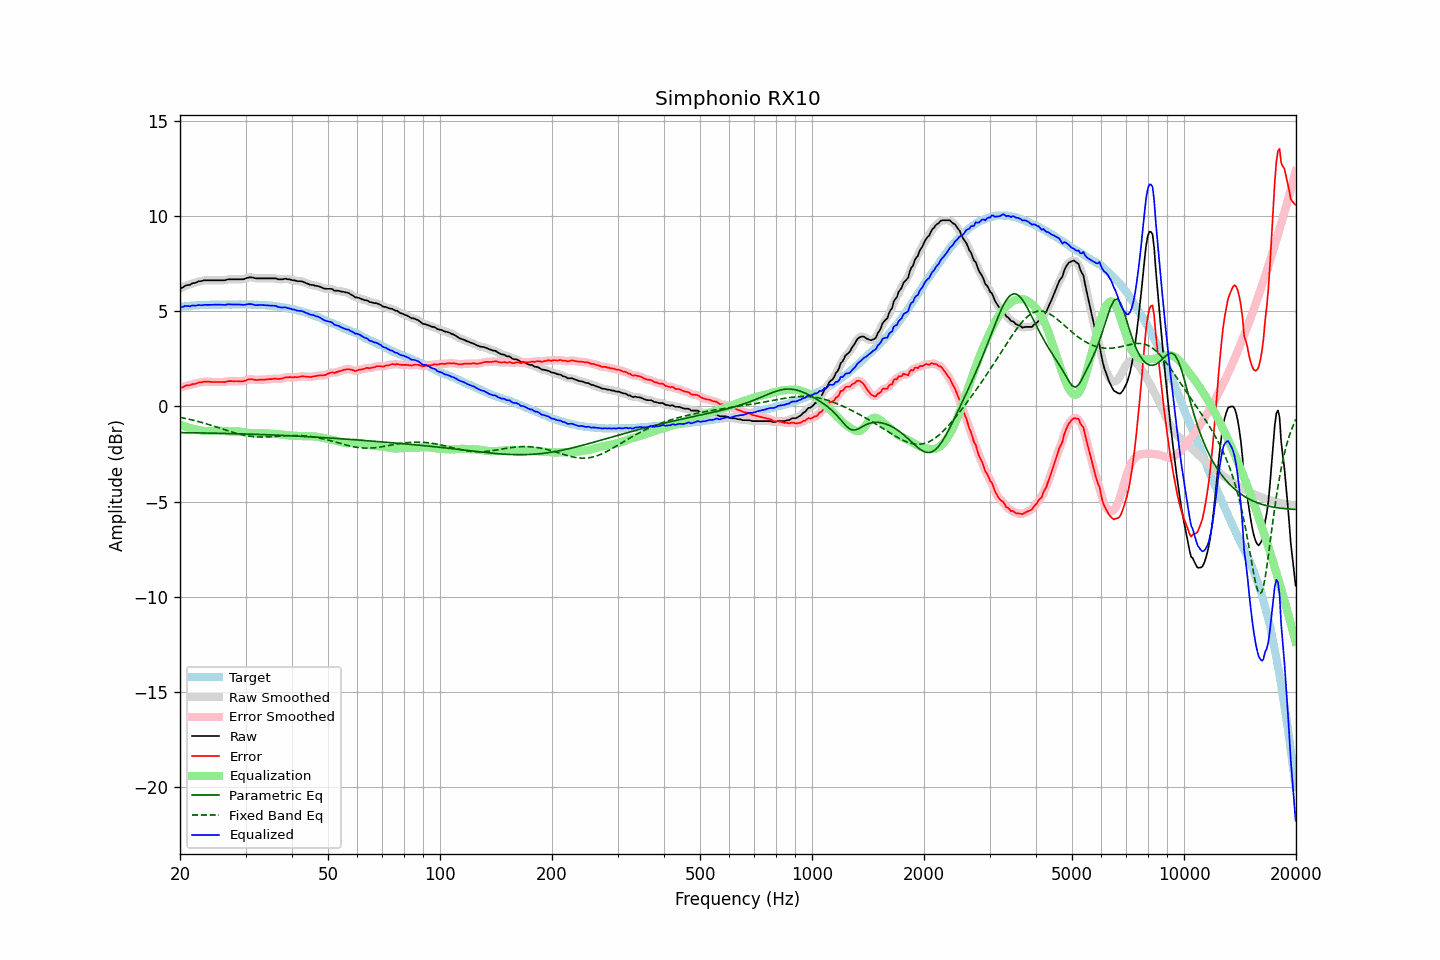 Simphonio RX10
Amplitude (dBr)
15
10
5
0
−5
−10
−15
−20
Target
Raw Smoothed
Error Smoothed
Raw
Error
Equalization
Parametric Eq
Fixed Band Eq
Equalized
20 50 100 200 500 1000 2000 5000 10000 20000
Frequency (Hz)